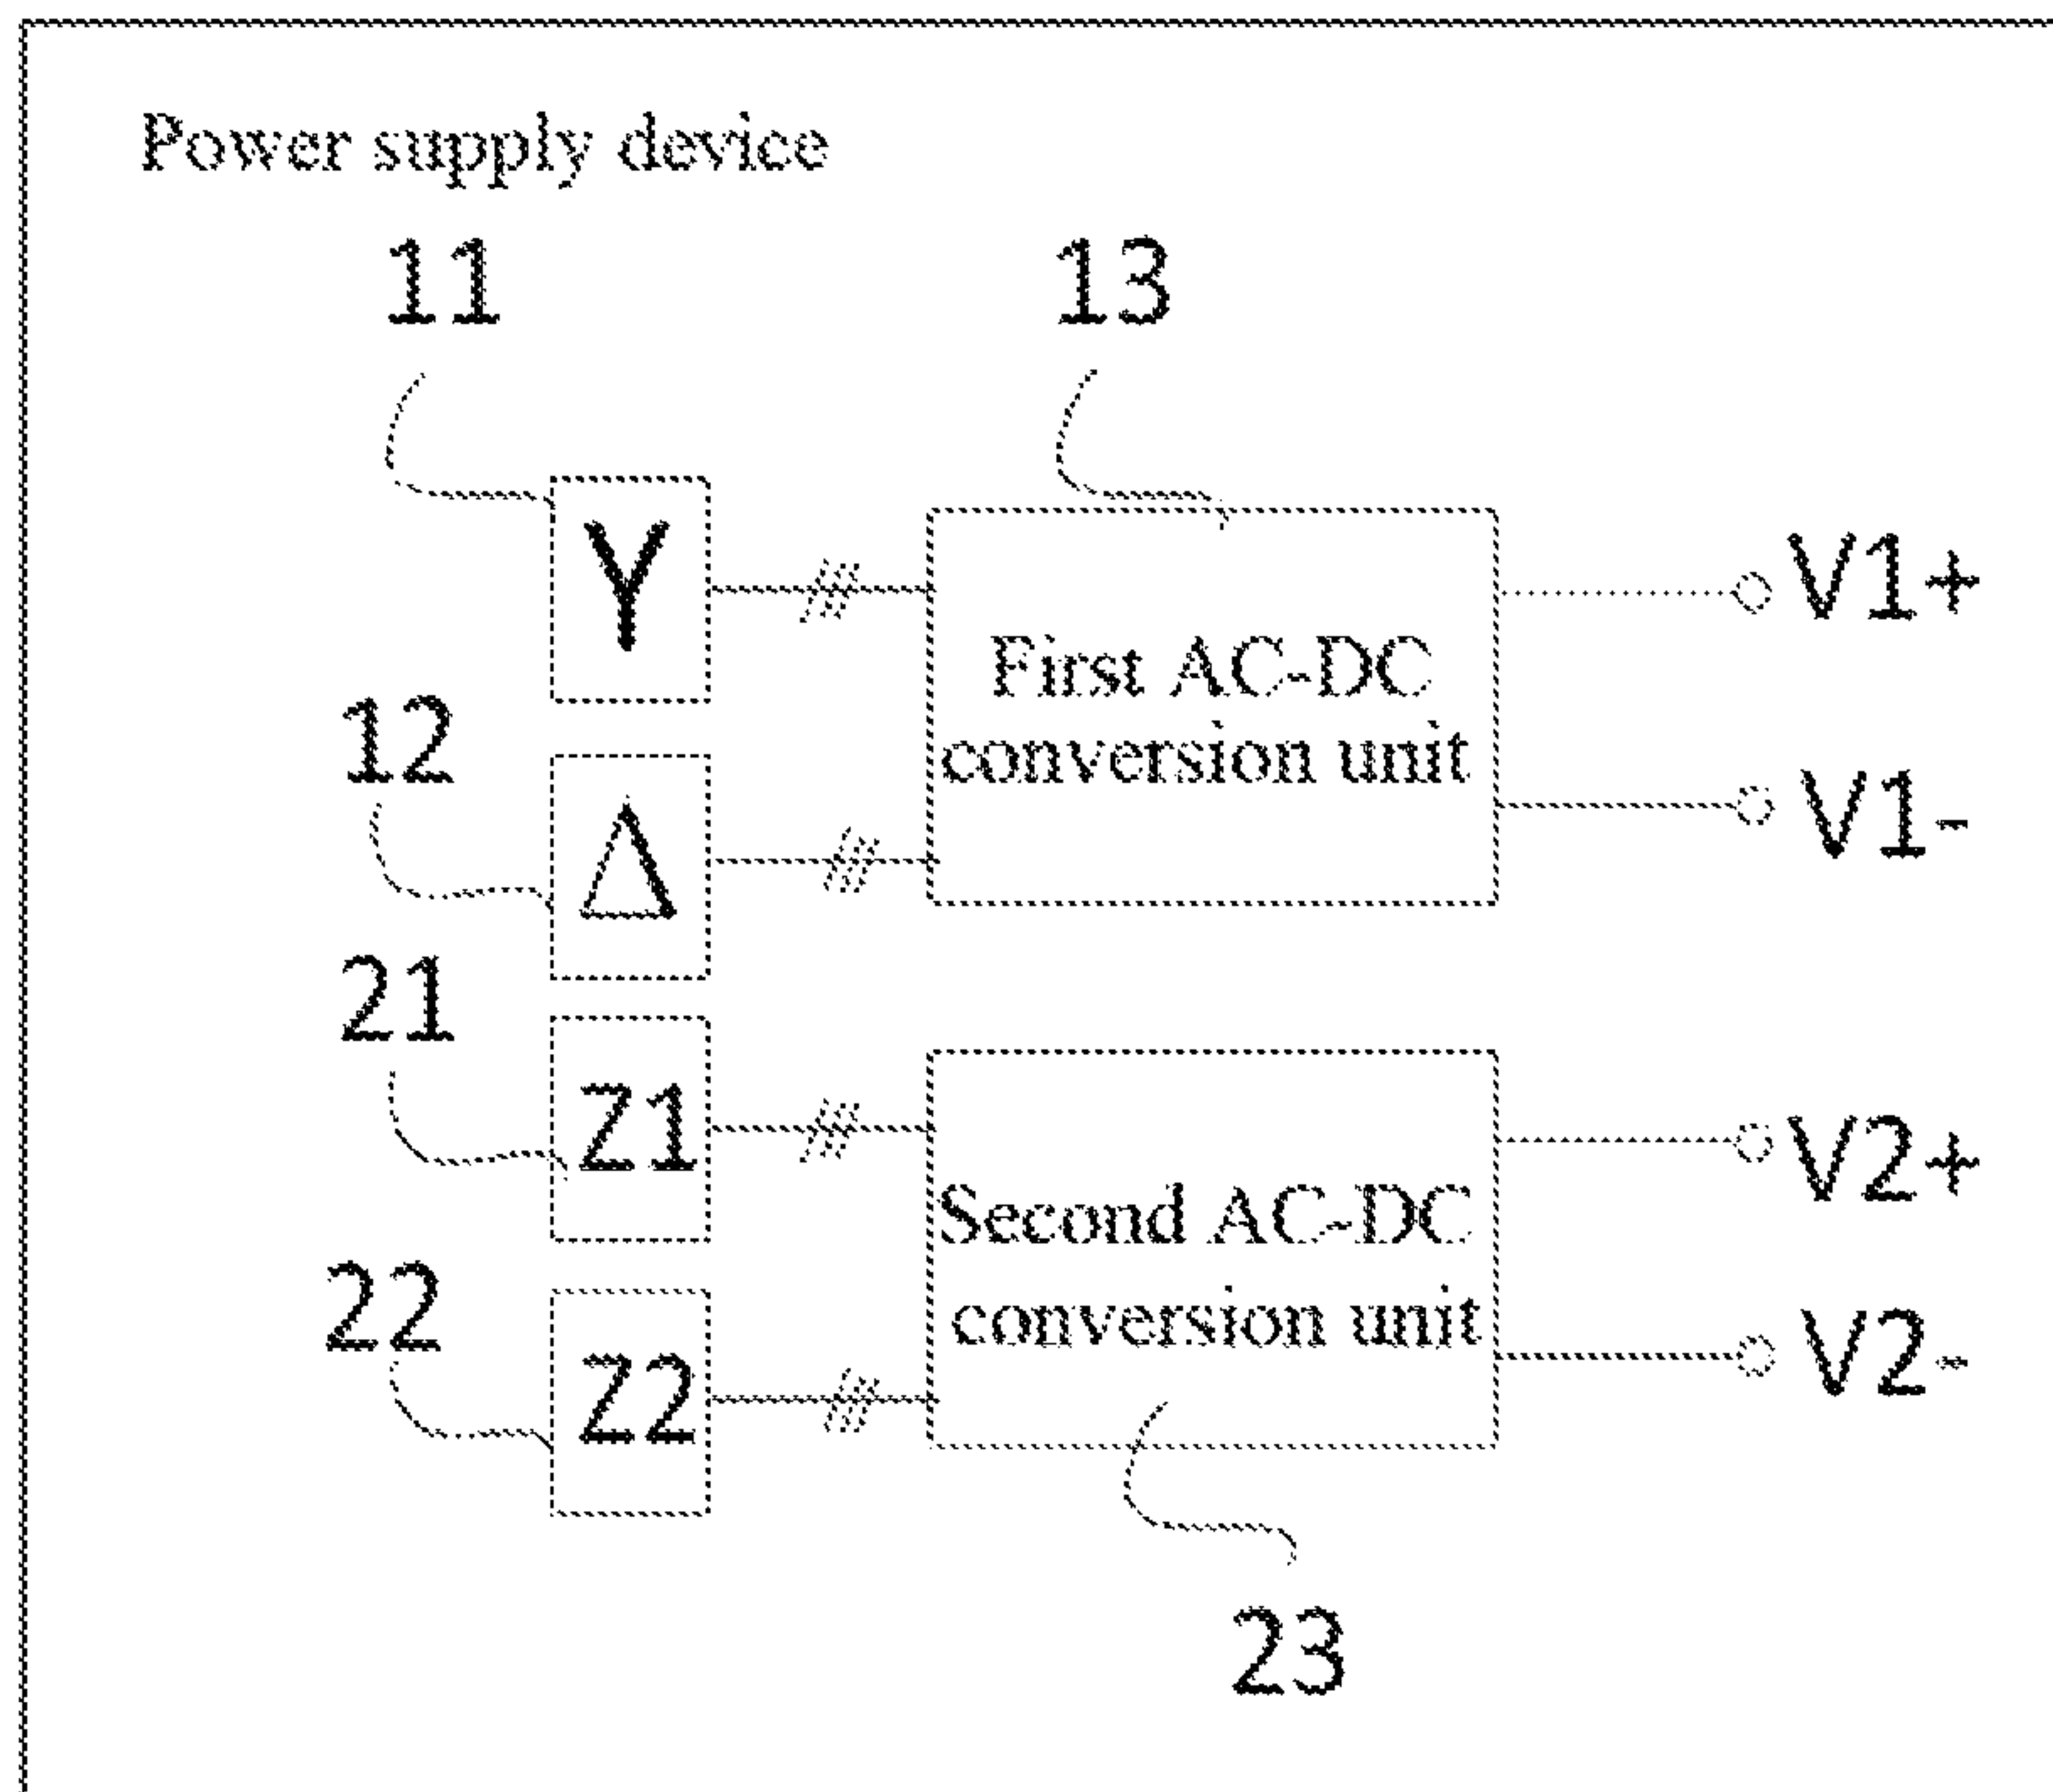 Power supply device
11
13
Y
V1+
First AC-DC
conversion unit
12
V1-
Δ
21
Z1
V2+
Second AC-DC
conversion unit
22
V2-
Z2
23